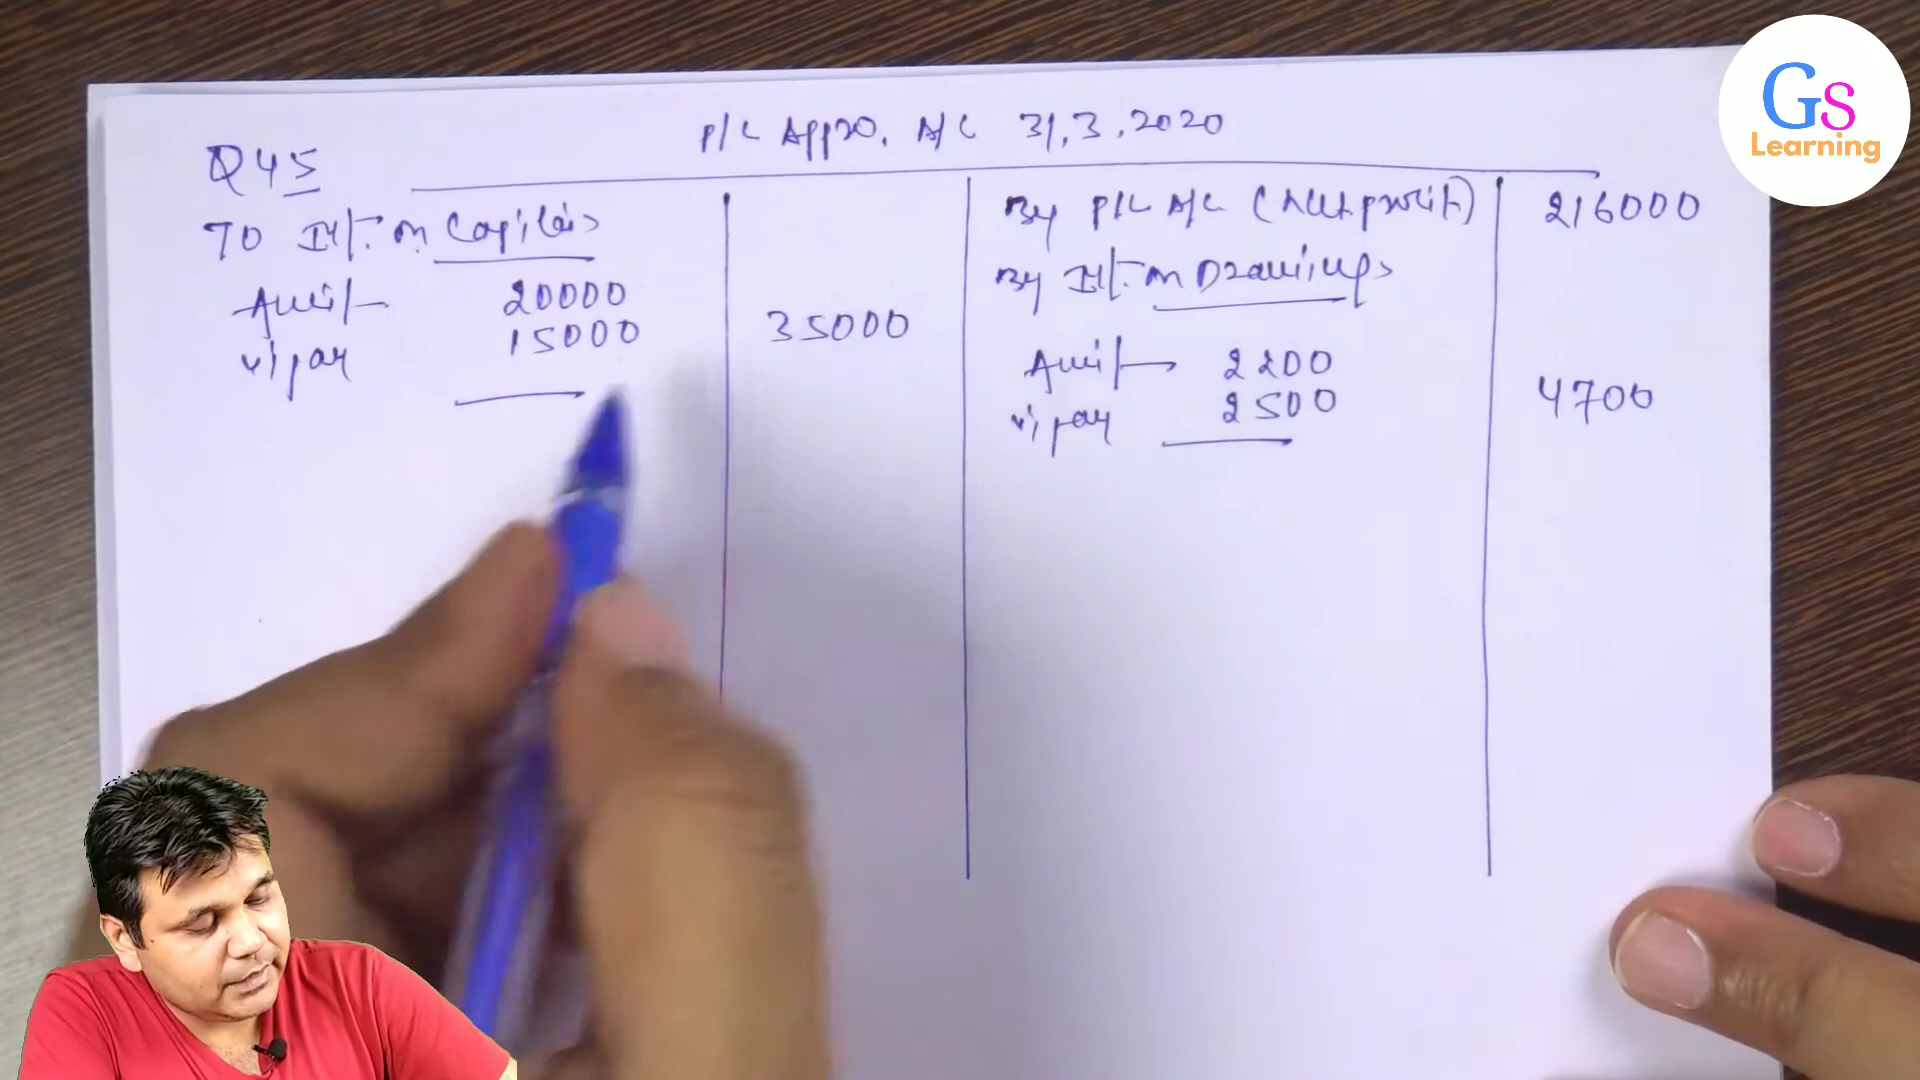 P/L Appro. A/C 31.3.2020
Q45
To Int. on Capitals
Amit 20000
Vijay 15000
35000
By P/L A/C (Net profit) 216000
By Int. on Drawings
Amit 2200
Vijay 2500
4700
GS
Learning